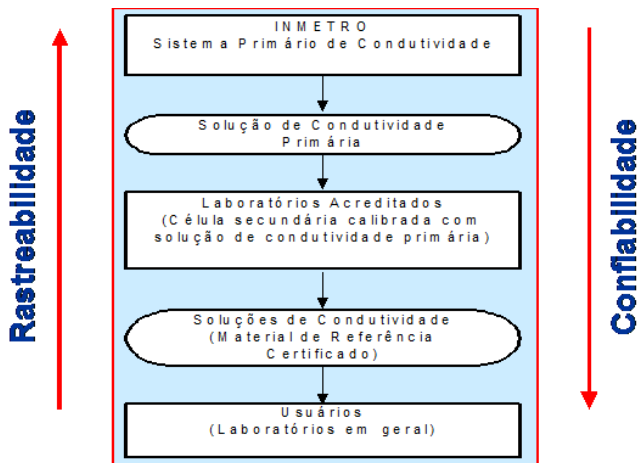 INMETRO
Sistema Primário de Condutividade
Solução de Condutividade
Primária
Laboratórios Acreditados
(Célula secundária calibrada com
solução de condutividade primária)
Soluções de Condutividade
(Material de Referência
Certificado)
Usuários
(Laboratórios em geral)
Rastreabilidade
Confiabilidade